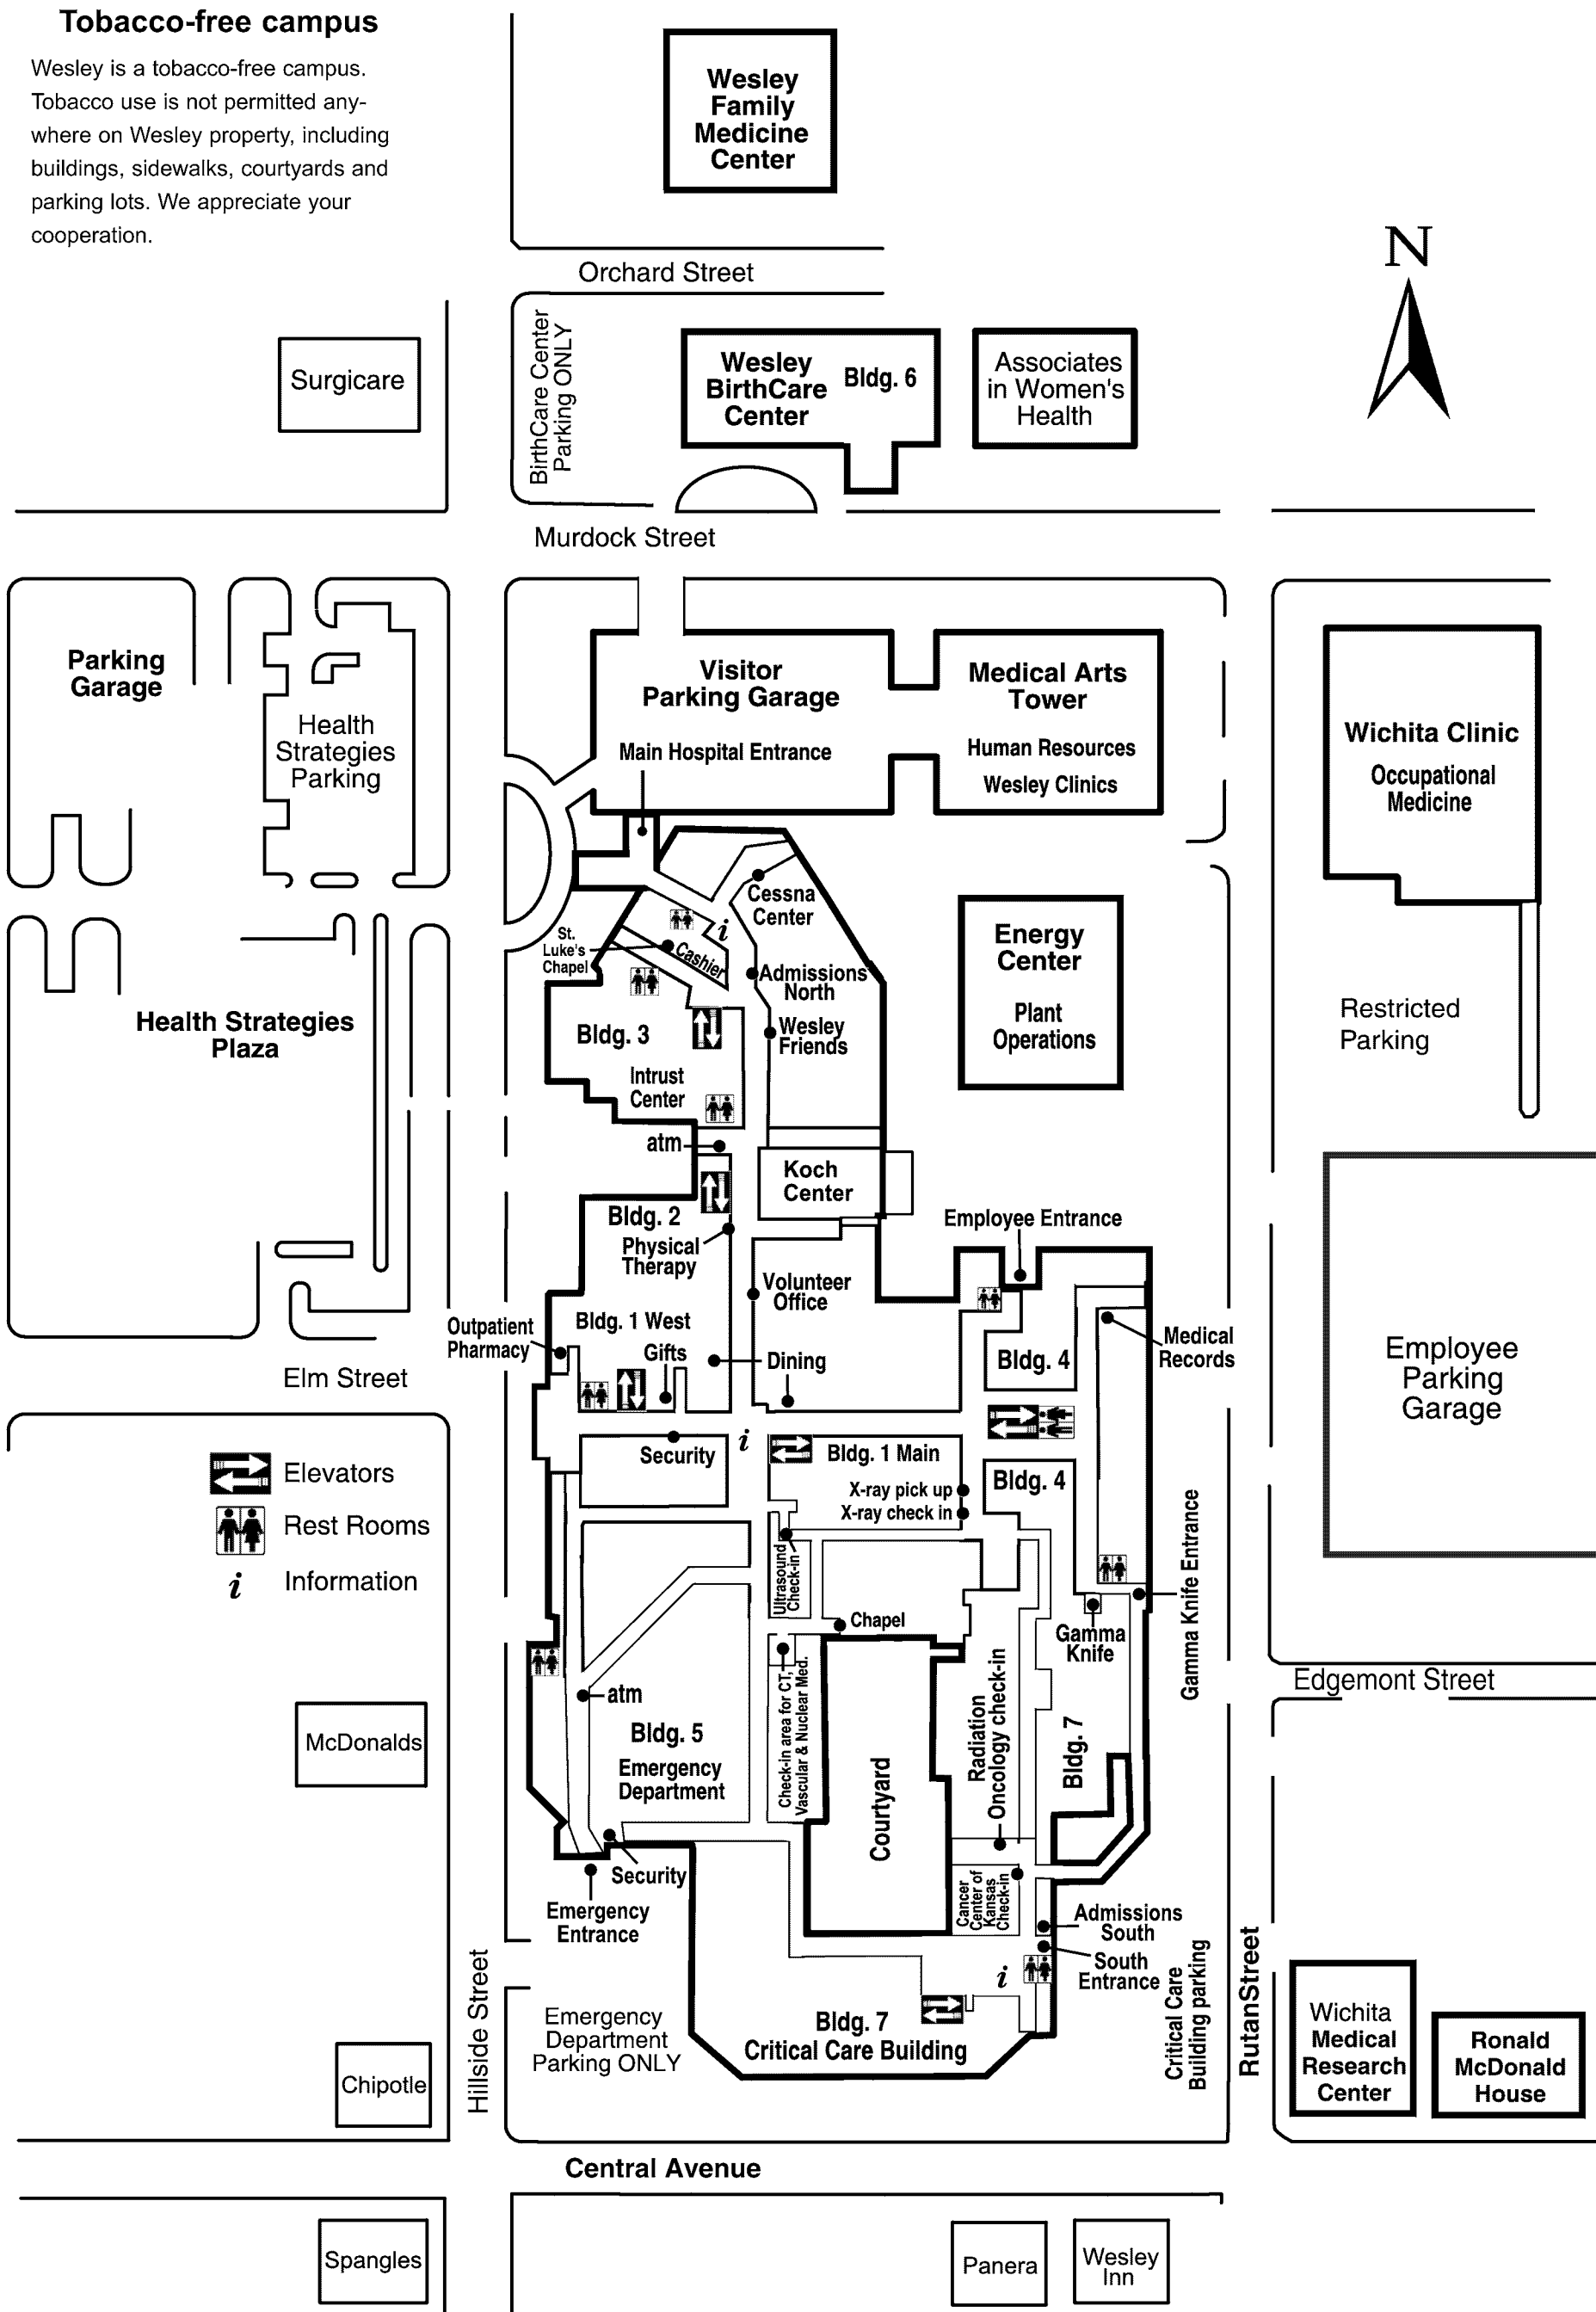 Tobacco-free campus
Wesley is a tobacco-free campus.
Tobacco use is not permitted any-
where on Wesley property, including
buildings, sidewalks, courtyards and
parking lots. We appreciate your
cooperation.
Wesley
Family
Medicine
Center
N
Orchard Street
BirthCare Center
Parking ONLY
Surgicare
Wesley
BirthCare
Center
Bldg. 6
Associates
in Women's
Health
Murdock Street
Parking
Garage
Health
Strategies
Parking
Visitor
Parking Garage
Main Hospital Entrance
Medical Arts
Tower
Human Resources
Wesley Clinics
Wichita Clinic
Occupational
Medicine
Cessna
Center
i
St.
Luke's
Chapel
Cashier
Admissions
North
Wesley
Friends
Energy
Center
Plant
Operations
Restricted
Parking
Health Strategies
Plaza
Bldg. 3
Intrust
Center
atm
Koch
Center
Bldg. 2
Physical
Therapy
Employee Entrance
Volunteer
Office
Bldg. 1 West
Outpatient
Pharmacy
Gifts
Dining
Bldg. 4
Medical
Records
Employee
Parking
Garage
Elm Street
Elevators
Rest Rooms
i
Information
Security
i
Bldg. 1 Main
X-ray pick up
X-ray check in
Bldg. 4
Ultrasound
Check-in
Chapel
Gamma
Knife
Gamma Knife Entrance
Edgemont Street
Check-in area for CT,
Vascular & Nuclear Med.
Radiation
Oncology check-in
Bldg. 7
atm
Bldg. 5
Emergency
Department
Courtyard
McDonalds
Security
Emergency
Entrance
Cancer
Center of
Kansas
Check-in
Admissions
South
South
Entrance
i
Bldg. 7
Critical Care Building
Critical Care
Building parking
RutanStreet
Hillside Street
Emergency
Department
Parking ONLY
Wichita
Medical
Research
Center
Ronald
McDonald
House
Chipotle
Central Avenue
Spangles
Panera
Wesley
Inn